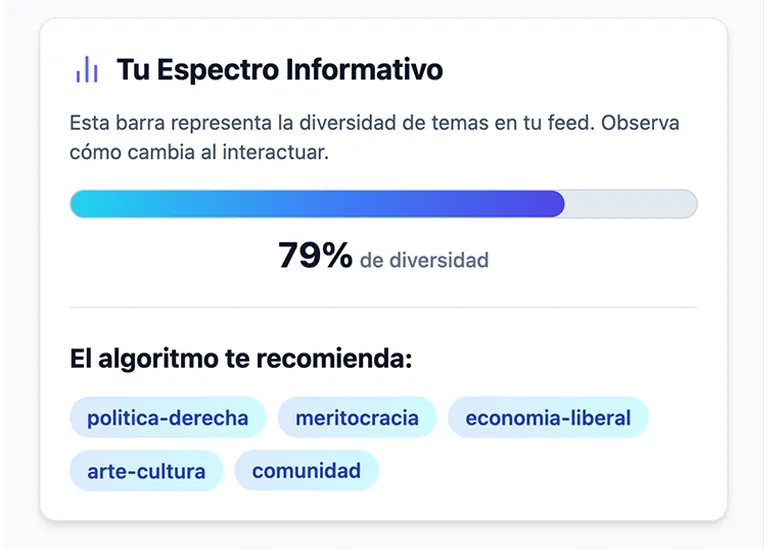 Tu Espectro Informativo
Esta barra representa la diversidad de temas en tu feed. Observa
cómo cambia al interactuar.
79% de diversidad
El algoritmo te recomienda:
politica-derecha meritocracia economia-liberal
arte-cultura comunidad